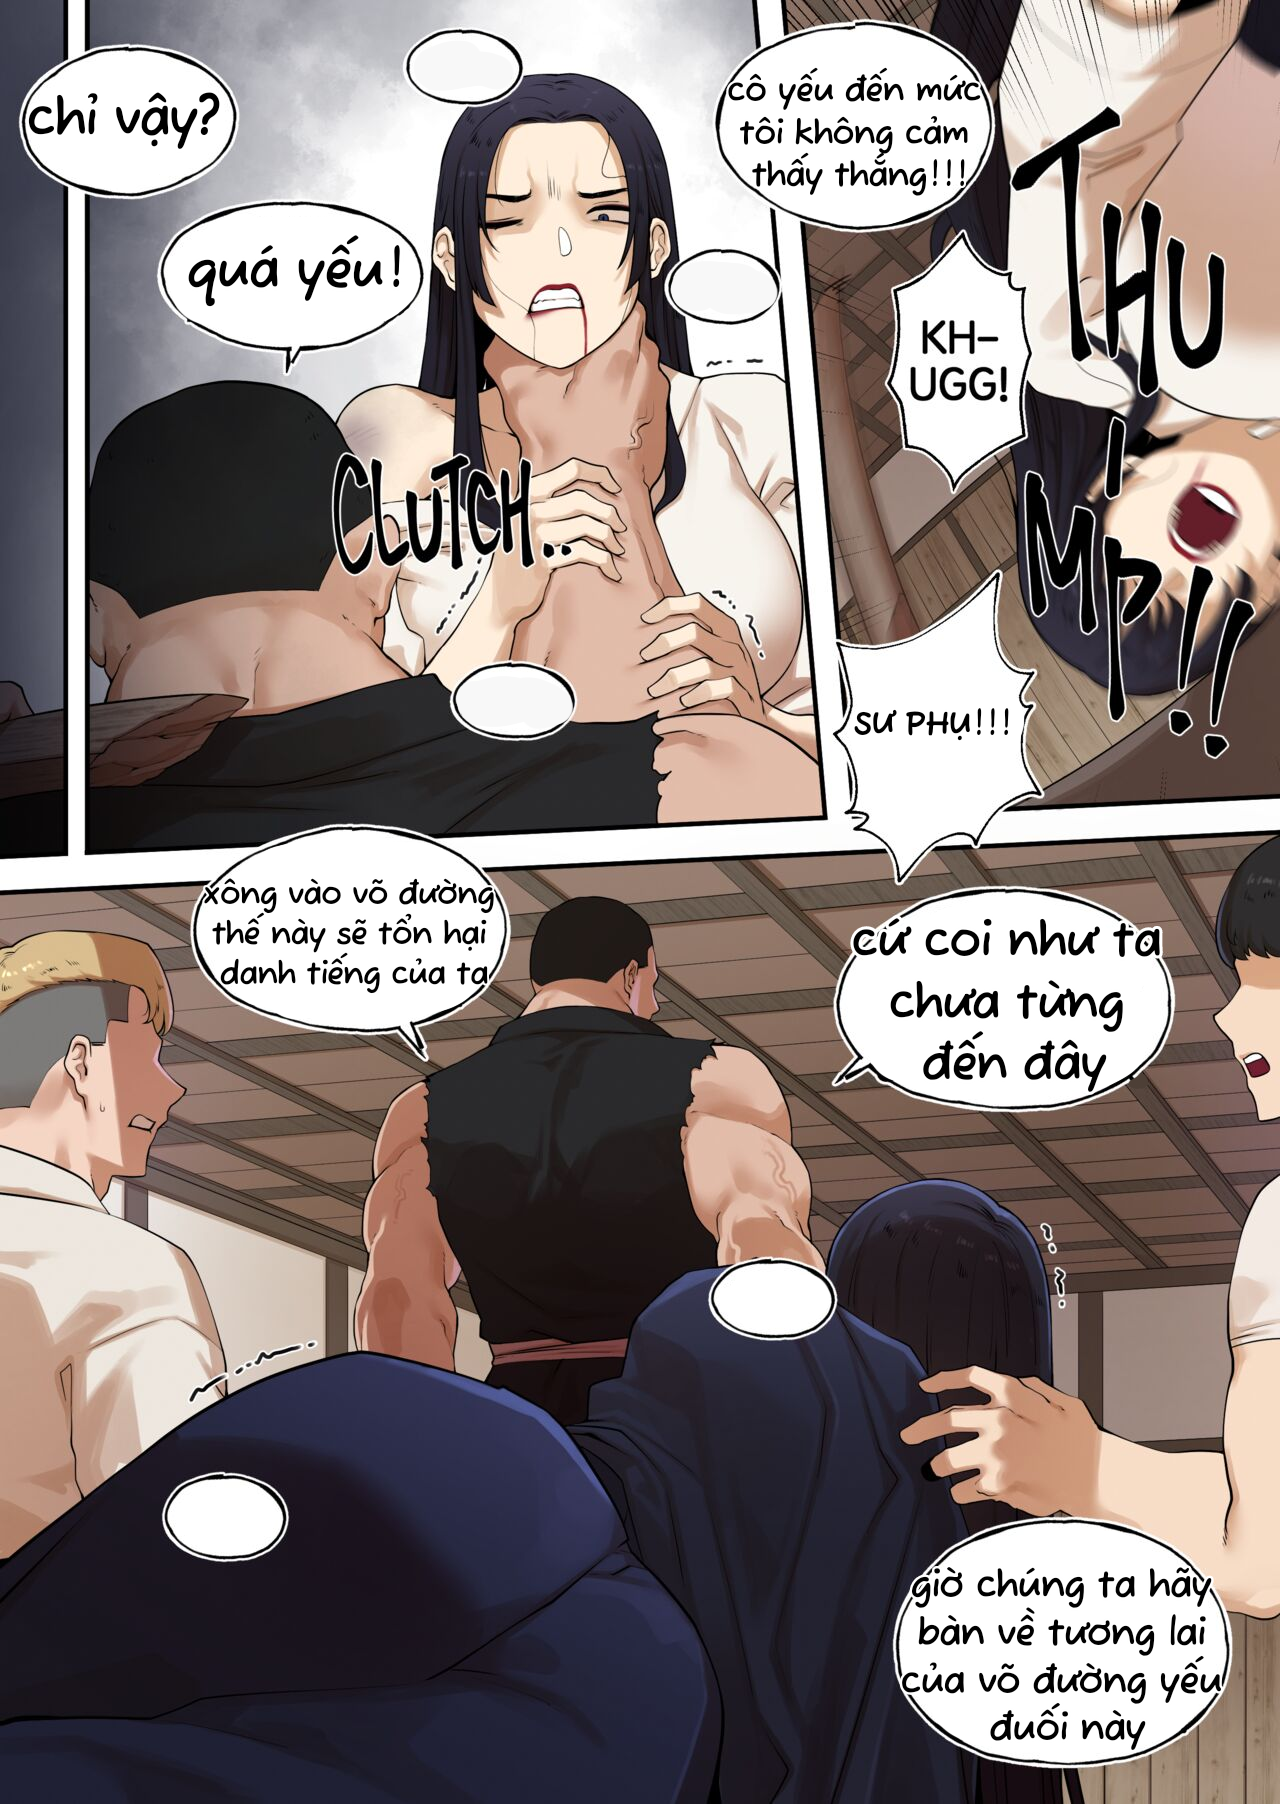 chỉ vậy?
quá yếu!
CLUTCH..
cô yếu đến mức
tôi không cảm
thấy thắng!!!
KH-
UGG!
THU
MP!!
SƯ PHỤ!!!
xông vào võ đường
thế này sẽ tổn hại
danh tiếng của ta
cứ coi như ta
chưa từng
đến đây
giờ chúng ta hãy
bàn về tương lai
của võ đường yếu
đuối này